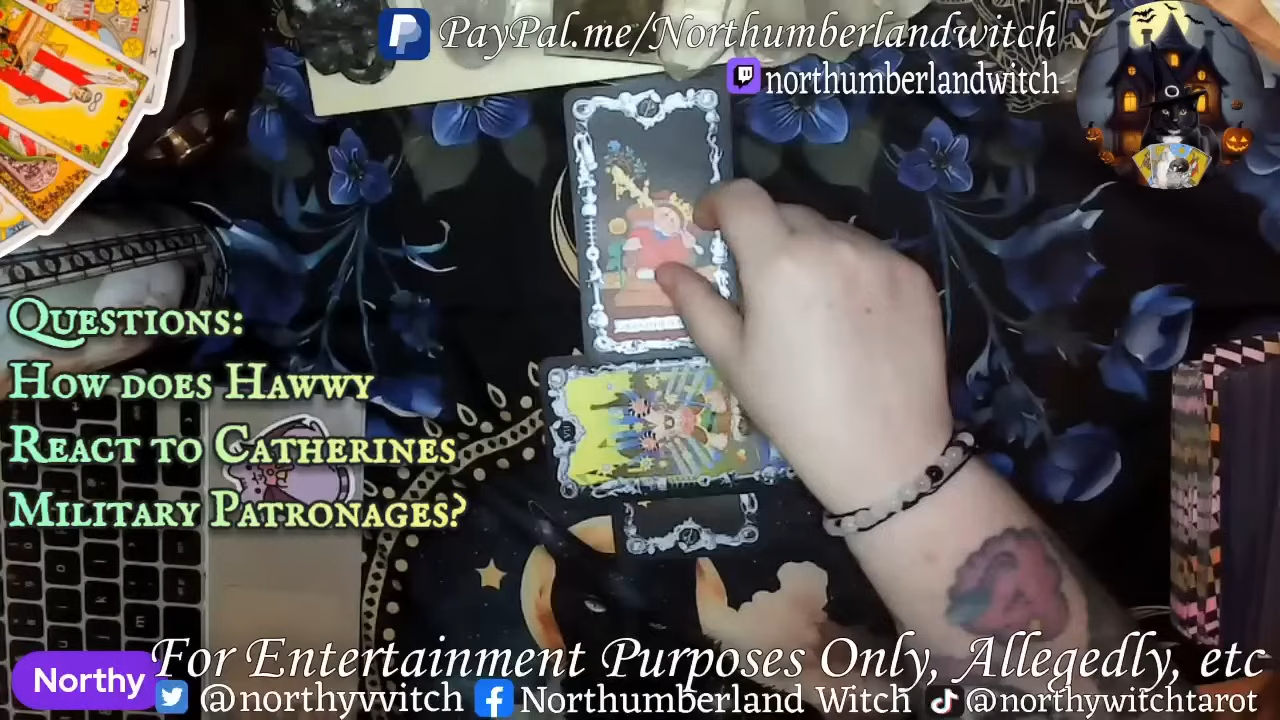 PayPal.me/Northumberlandwitch
northumberlandwitch
Questions:
How does Hawwy
React to Catherines
Military Patronages?
For Entertainment Purposes Only, Allegedly, etc
Northy
@northyvvitch
Northumberland Witch
@northywitchtarot